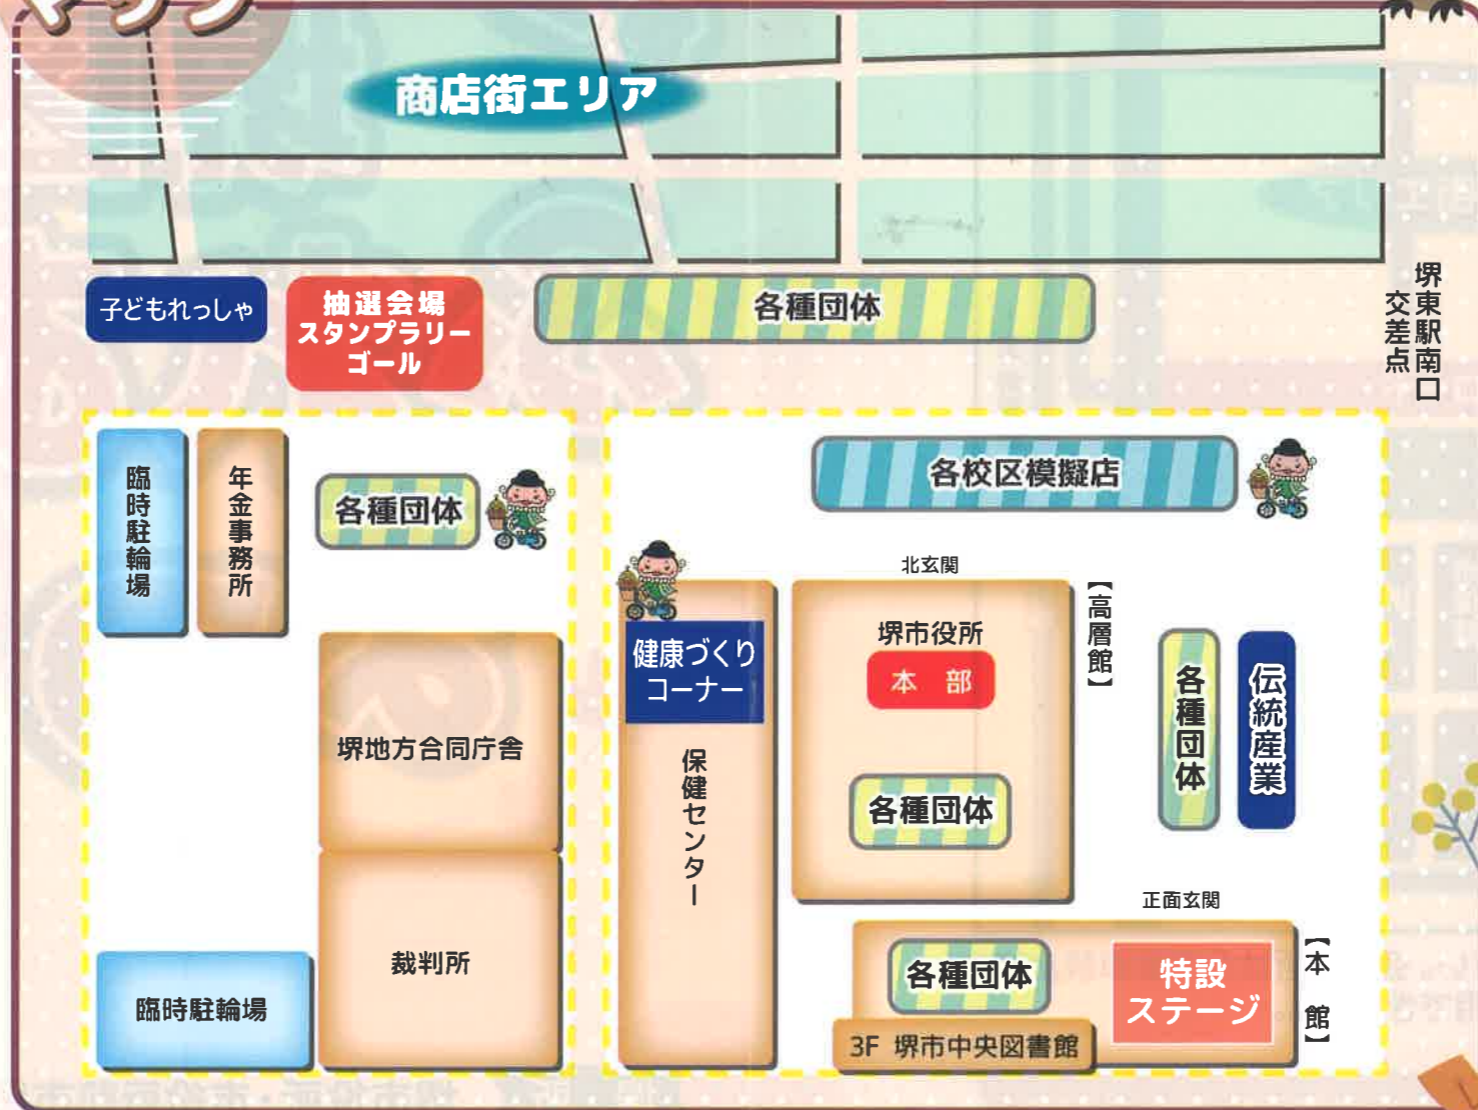 マップ
商店街エリア
子どもれっしゃ
抽選会場
スタンプラリー
ゴール
各種団体
堺東駅南口
交差点
臨時駐輪場
年金事務所
各種団体
各校区模擬店
北玄関
健康づくり
コーナー
保健センター
堺市役所
本 部
【高層館】
各種団体
各種団体
伝統産業
堺地方合同庁舎
裁判所
臨時駐輪場
正面玄関
各種団体
特設
ステージ
【本 館】
3F 堺市中央図書館